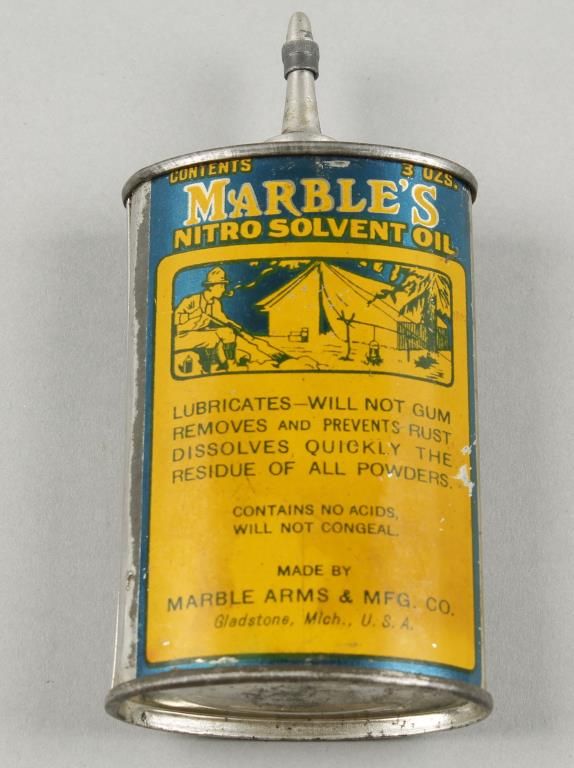 CONTENTS 3 OZS.
MARBLE'S
NITRO SOLVENT OIL
LUBRICATES—WILL NOT GUM
REMOVES AND PREVENTS RUST
DISSOLVES QUICKLY THE
RESIDUE OF ALL POWDERS.
CONTAINS NO ACIDS,
WILL NOT CONGEAL.
MADE BY
MARBLE ARMS & MFG. CO.
Gladstone, Mich., U. S. A.